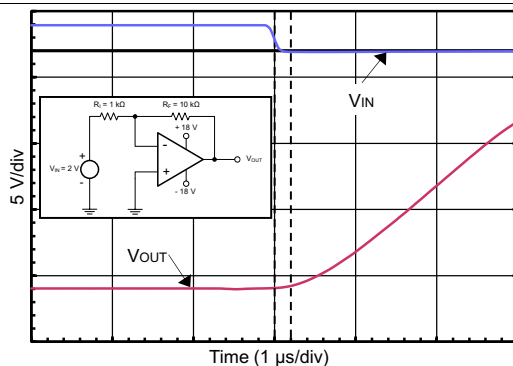 VIN
RI = 1 kΩ
RF = 10 kΩ
+ 18 V
-
+
VOUT
+
VIN = 2 V
-
- 18 V
5 V/div
VOUT
Time (1 µs/div)